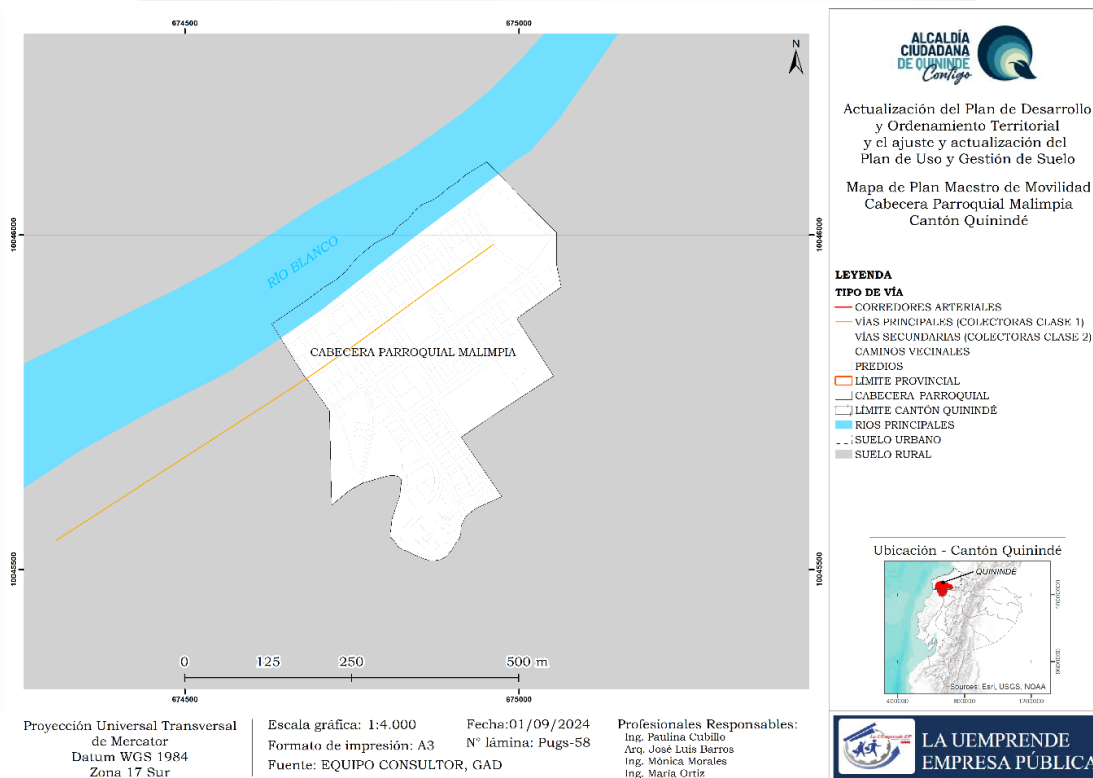 674500
675000
N
10046000
10046000
RÍO BLANCO
CABECERA PARROQUIAL MALIMPIA
10045500
10045500
0 125 250 500 m
674500
675000
ALCALDÍA
CIUDADANA
DE QUININDÉ
Contigo
Actualización del Plan de Desarrollo
y Ordenamiento Territorial
y el ajuste y actualización del
Plan de Uso y Gestión de Suelo
Mapa de Plan Maestro de Movilidad
Cabecera Parroquial Malimpia
Cantón Quinindé
LEYENDA
TIPO DE VÍA
CORREDORES ARTERIALES
VÍAS PRINCIPALES (COLECTORAS CLASE 1)
VÍAS SECUNDARIAS (COLECTORAS CLASE 2)
CAMINOS VECINALES
PREDIOS
LÍMITE PROVINCIAL
CABECERA PARROQUIAL
LÍMITE CANTÓN QUININDÉ
RIOS PRINCIPALES
SUELO URBANO
SUELO RURAL
Ubicación - Cantón Quinindé
QUININDÉ
Sources: Esri, USGS, NOAA
400000 800000 1200000
Proyección Universal Transversal
de Mercator
Datum WGS 1984
Zona 17 Sur
Escala gráfica: 1:4.000
Formato de impresión: A3
Fuente: EQUIPO CONSULTOR, GAD
Fecha:01/09/2024
N° lámina: Pugs-58
Profesionales Responsables:
Ing. Paulina Cubillo
Arq. José Luis Barros
Ing. Mónica Morales
Ing. María Ortiz
LA UEMPRENDE
EMPRESA PÚBLICA